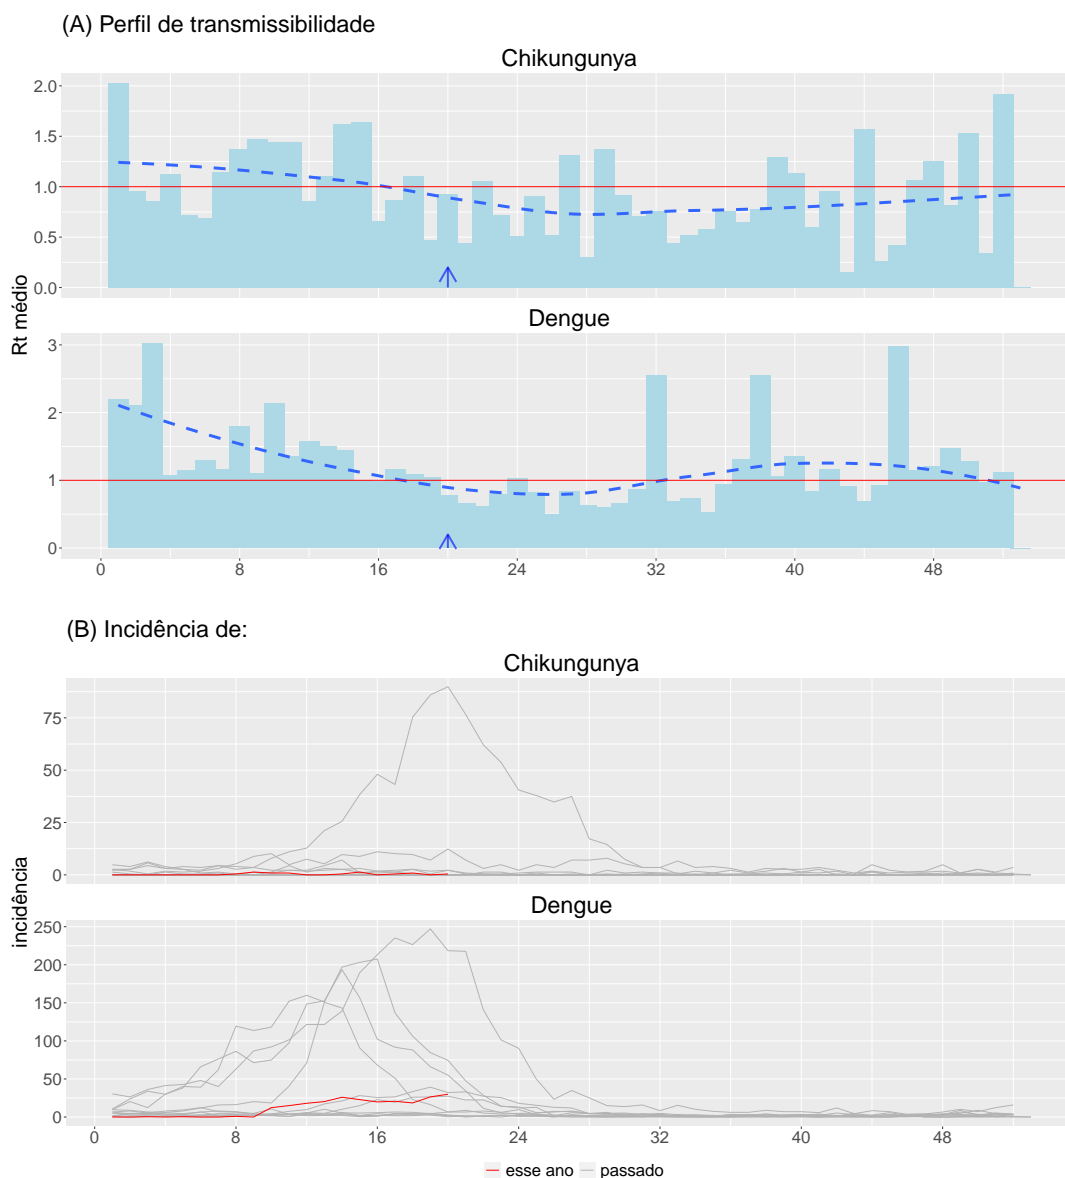 (A) Perfil de transmissibilidade
Chikungunya
2.0
1.5
1.0
0.5
0.0
Rt médio
Dengue
3
2
1
0
0 8 16 24 32 40 48
(B) Incidência de:
Chikungunya
75
50
25
0
incidência
Dengue
250
200
150
100
50
0
0 8 16 24 32 40 48
esse ano passado